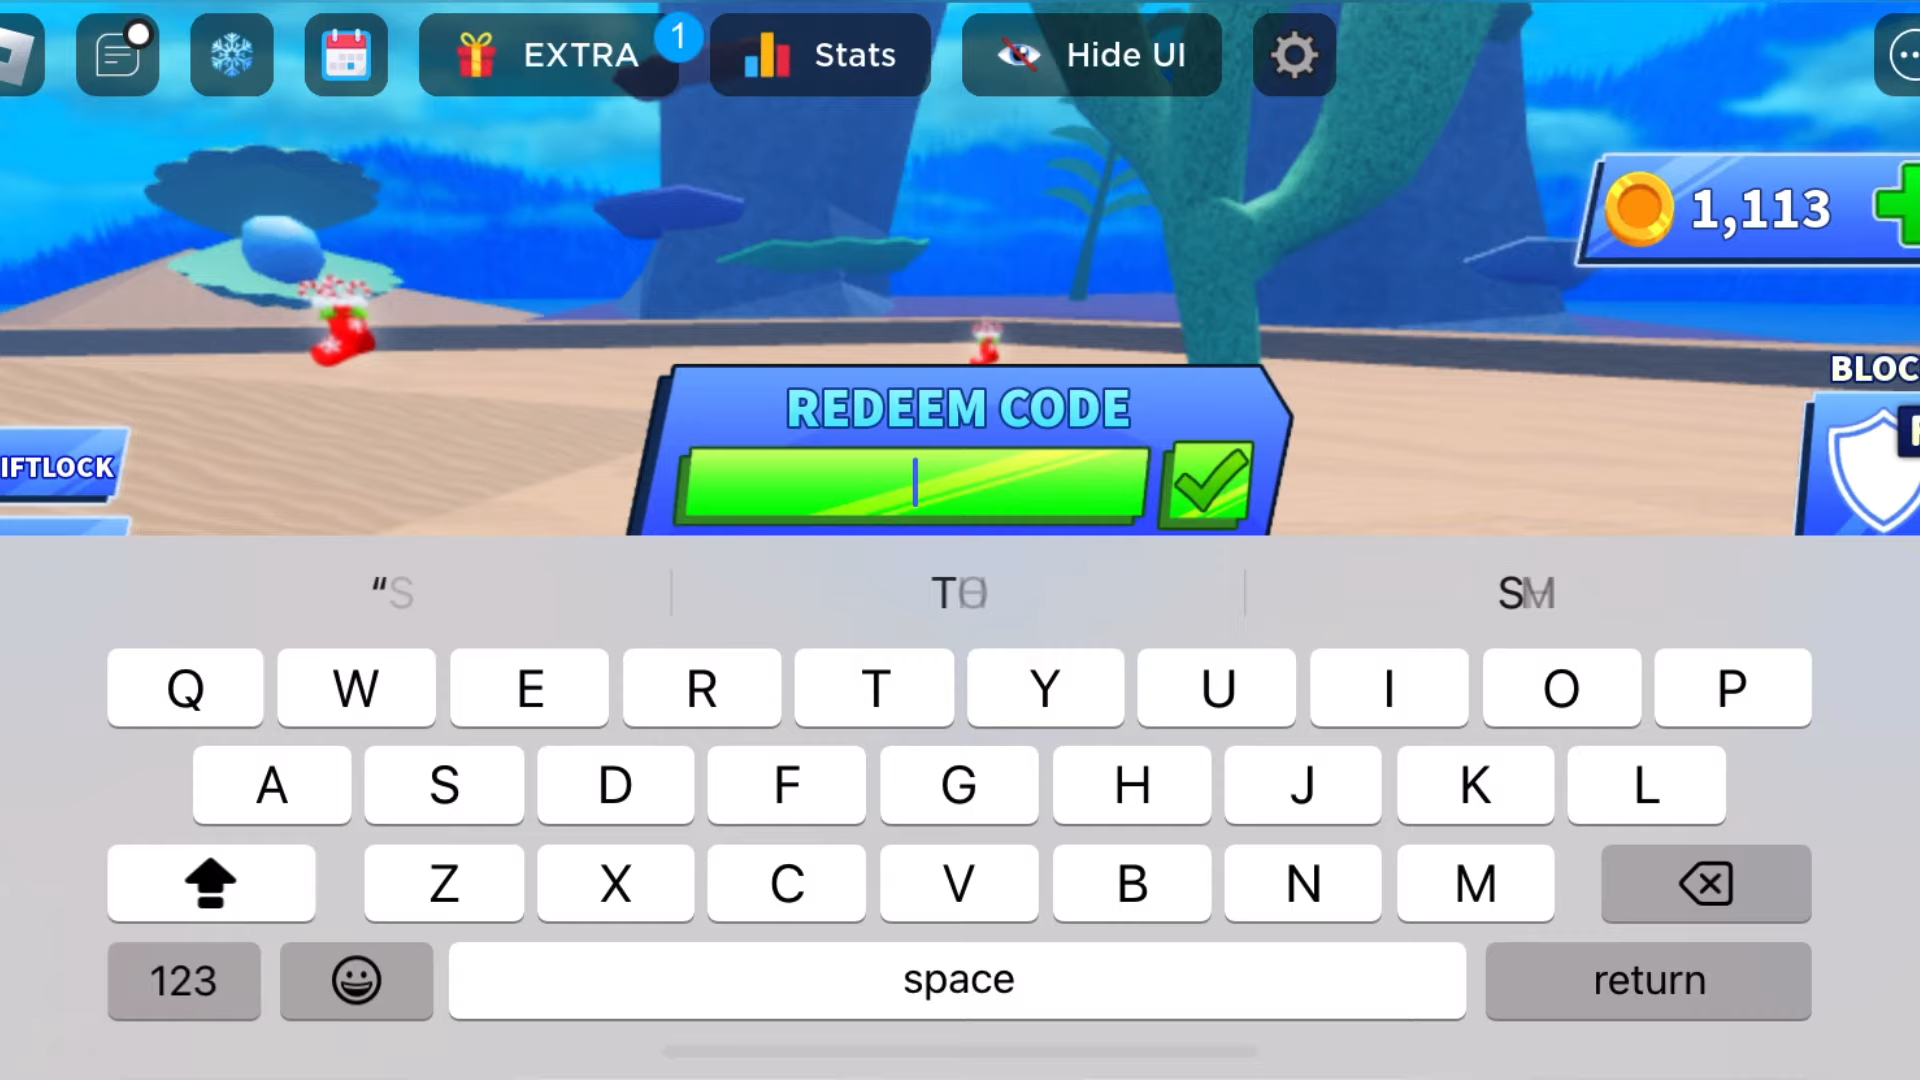 EXTRA
1
Stats
Hide UI
1,113
BLOC
IFTLOCK
REDEEM CODE
Q W E R T Y U I O P
A S D F G H J K L
Z X C V B N M
123
space
return